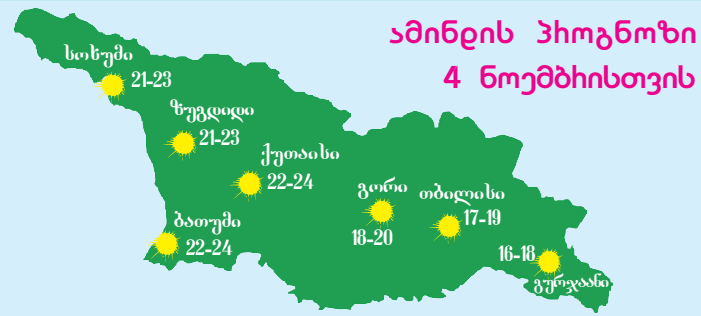 ამინდის პროგნოზი
4 ნოემბრისთვის
სოხუმი
21-23
ზუგდიდი
21-23
ქუთაისი
22-24
გორი
18-20
თბილისი
17-19
ბათუმი
22-24
16-18
გურჯაანი